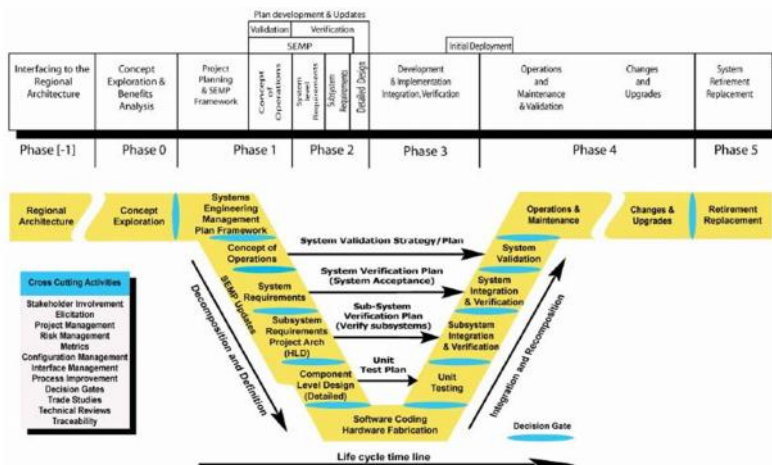 Plan development & Updates
Validation
Verification
SEMP
Initial Deployment
Interfacing to the
Regional
Architecture
Concept
Exploration &
Benefits
Analysis
Project
Planning
& SEMP
Framework
Concept of
Operations
System level
Requirements
Subsystem
Requirements
Detailed Design
Development
& Implementation
Integration, Verification
Operations
and
Maintenance
& Validation
Changes
and
Upgrades
System
Retirement
Replacement
Phase [-1]
Phase 0
Phase 1
Phase 2
Phase 3
Phase 4
Phase 5
Regional
Architecture
Concept
Exploration
Systems
Engineering
Management
Plan Framework
Operations &
Maintenance
Changes &
Upgrades
Retirement
Replacement
Concept of
Operations
System Validation Strategy/Plan
System
Validation
System
Requirements
System Verification Plan
(System Acceptance)
System
Integration
& Verification
SEMP Updates
Subsystem
Requirements
Project Arch
(HLD)
Sub-System
Verification Plan
(Verify subsystems)
Subsystem
Integration
& Verification
Component
Level Design
(Detailed)
Unit
Test Plan
Unit
Testing
Software Coding
Hardware Fabrication
Decomposition and Definition
Integration and Recomposition
Cross Cutting Activities
Stakeholder Involvement
Elicitation
Project Management
Risk Management
Metrics
Configuration Management
Interface Management
Process Improvement
Decision Gates
Trade Studies
Technical Reviews
Traceability
Decision Gate
Life cycle time line